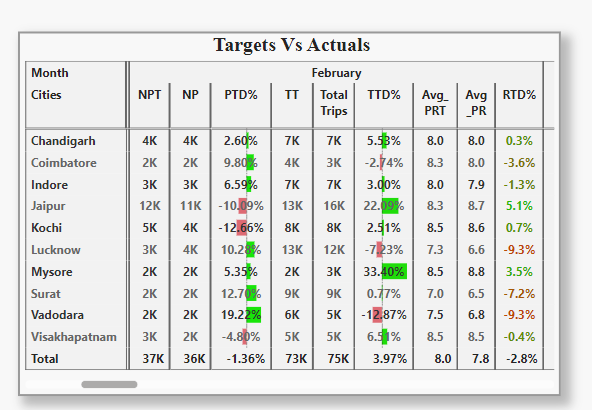 Targets Vs Actuals
Month February
Cities NPT NP PTD% TT Total Trips TTD% Avg_PRT Avg_PR RTD%
Chandigarh 4K 4K 2.60% 7K 7K 5.53% 8.0 8.0 0.3%
Coimbatore 2K 2K 9.80% 4K 3K -2.74% 8.3 8.0 -3.6%
Indore 3K 3K 6.59% 7K 7K 3.00% 8.0 7.9 -1.3%
Jaipur 12K 11K -10.09% 13K 16K 22.09% 8.3 8.7 5.1%
Kochi 5K 4K -12.66% 8K 8K 2.51% 8.5 8.6 0.7%
Lucknow 3K 4K 10.28% 13K 12K -7.23% 7.3 6.6 -9.3%
Mysore 2K 2K 5.35% 2K 3K 33.40% 8.5 8.8 3.5%
Surat 2K 2K 12.70% 9K 9K 0.77% 7.0 6.5 -7.2%
Vadodara 2K 2K 19.22% 6K 5K -12.87% 7.5 6.8 -9.3%
Visakhapatnam 3K 2K -4.80% 5K 5K 6.51% 8.5 8.5 -0.4%
Total 37K 36K -1.36% 73K 75K 3.97% 8.0 7.8 -2.8%